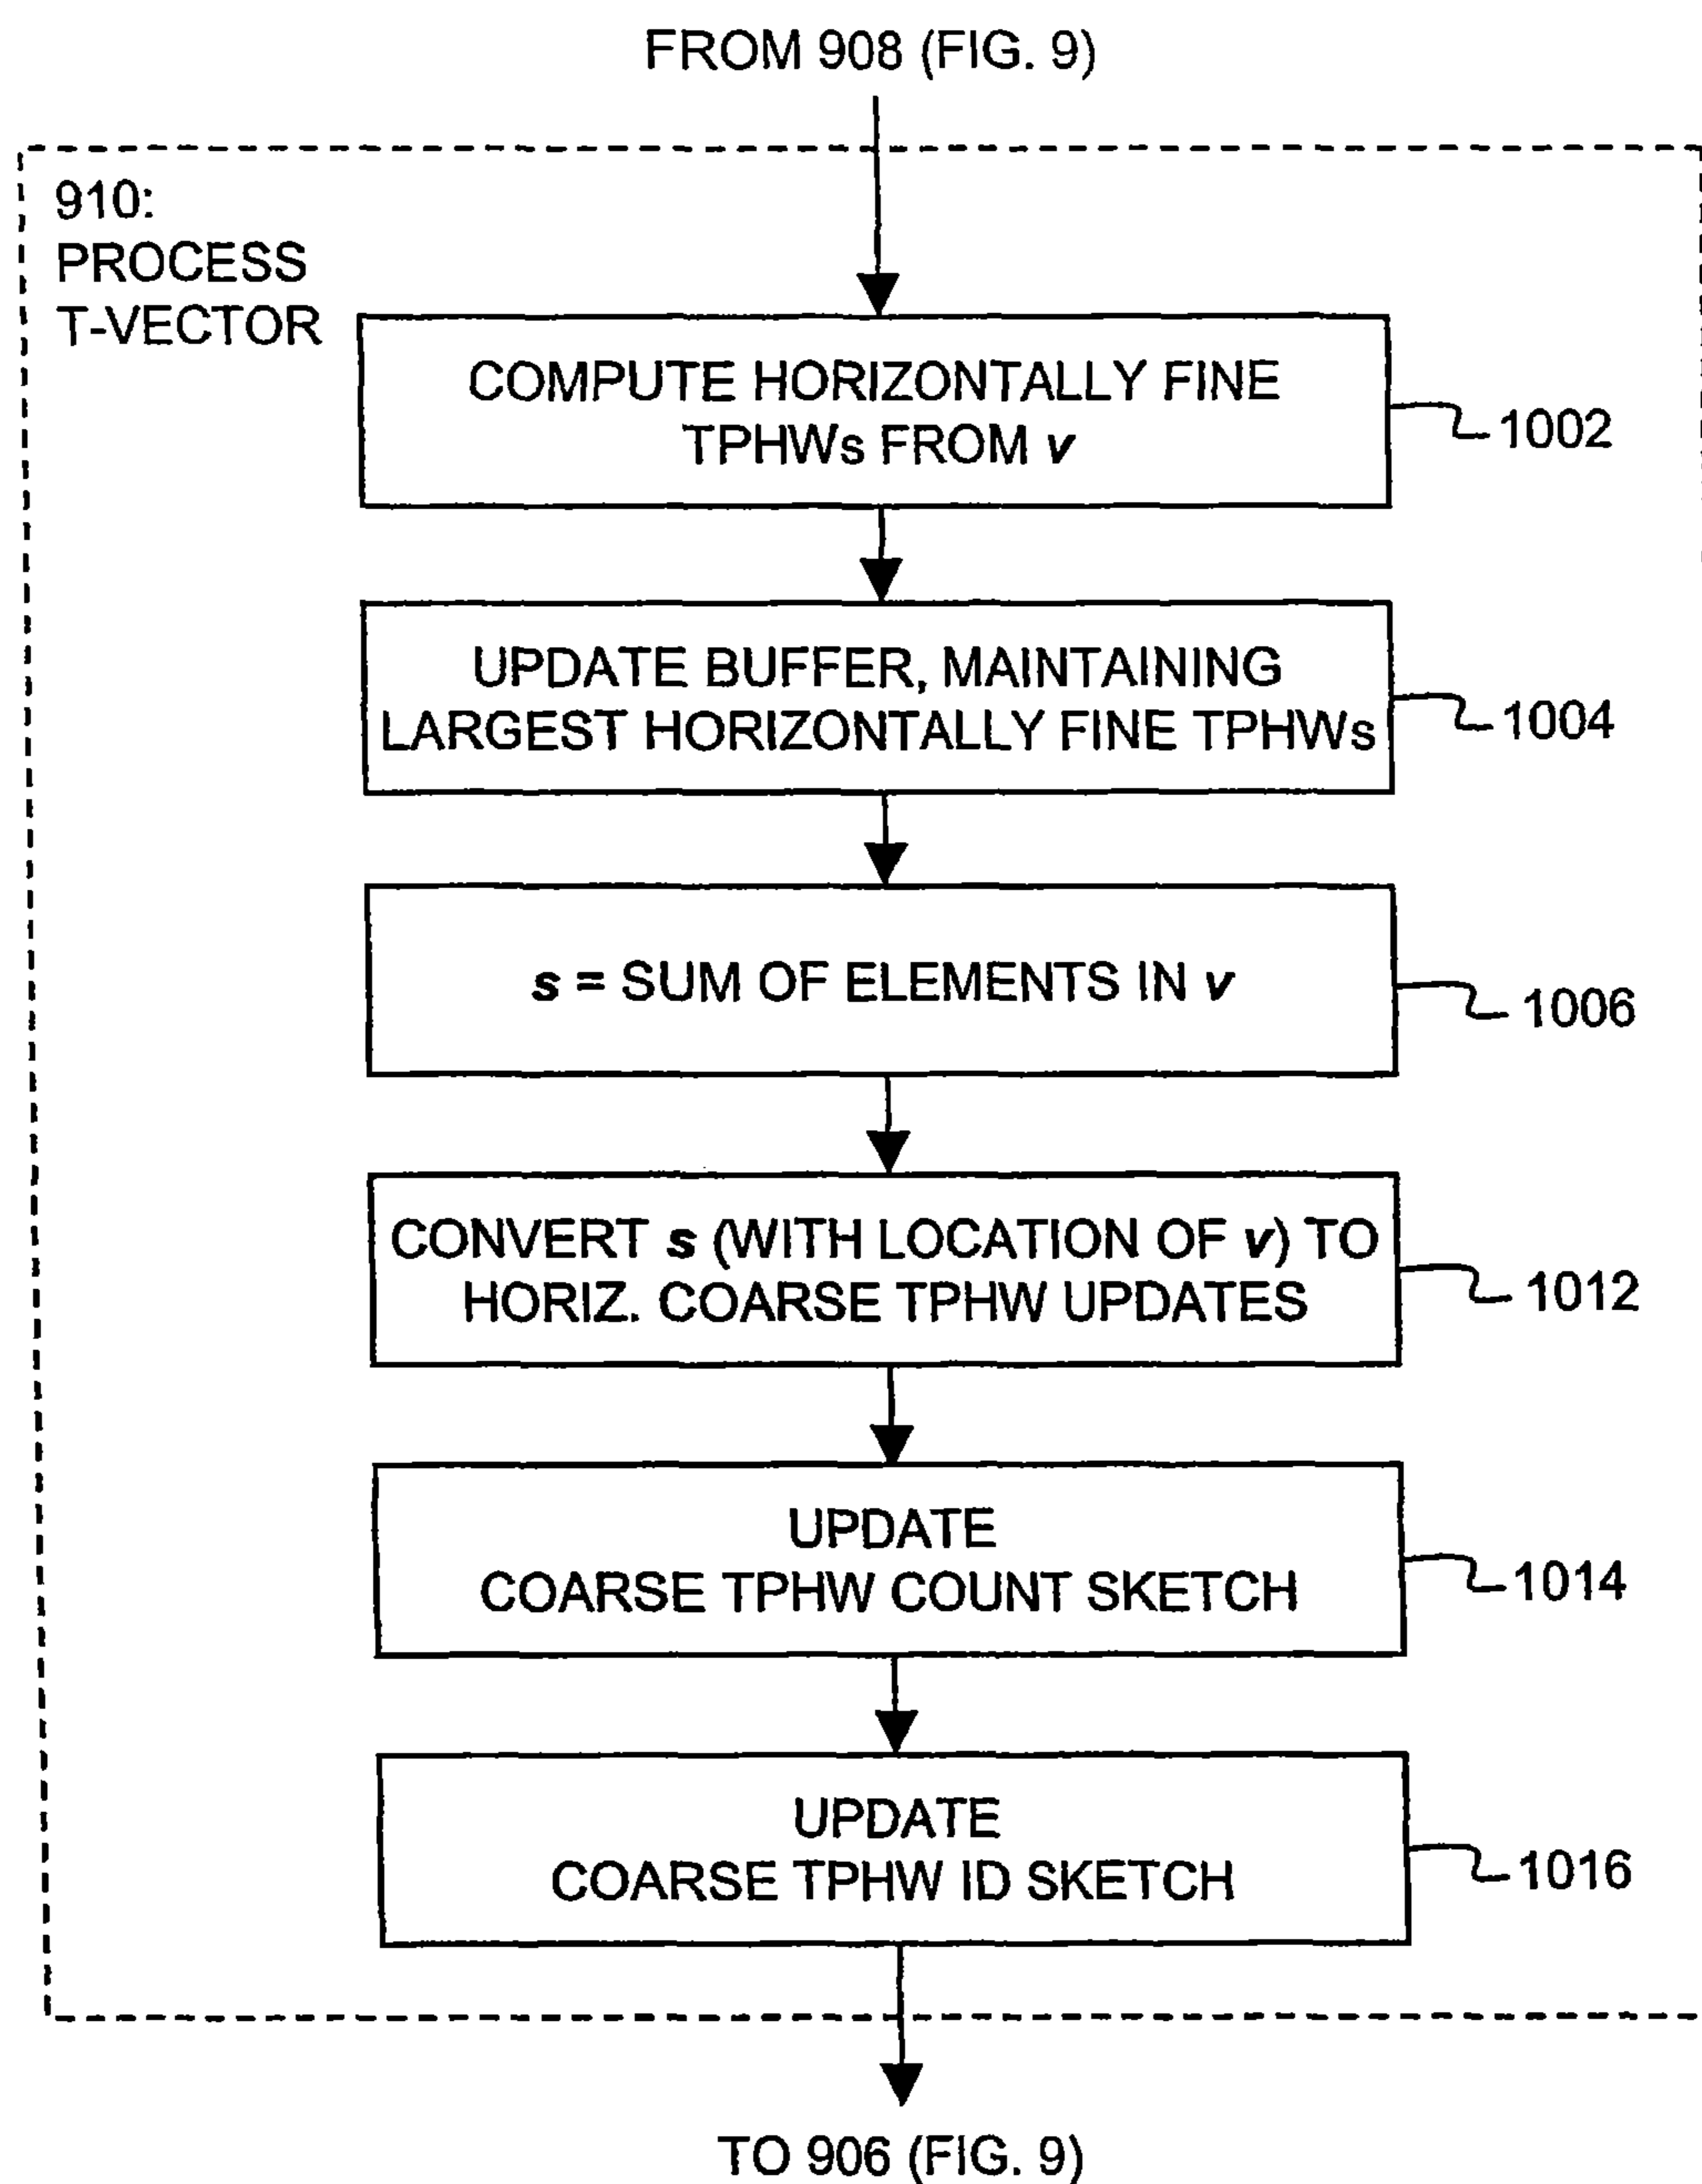 FROM 908 (FIG. 9)
910:
PROCESS
T-VECTOR
COMPUTE HORIZONTALLY FINE
TPHWs FROM v
1002
UPDATE BUFFER, MAINTAINING
LARGEST HORIZONTALLY FINE TPHWs
1004
s = SUM OF ELEMENTS IN v
1006
CONVERT s (WITH LOCATION OF v) TO
HORIZ. COARSE TPHW UPDATES
1012
UPDATE
COARSE TPHW COUNT SKETCH
1014
UPDATE
COARSE TPHW ID SKETCH
1016
TO 906 (FIG. 9)